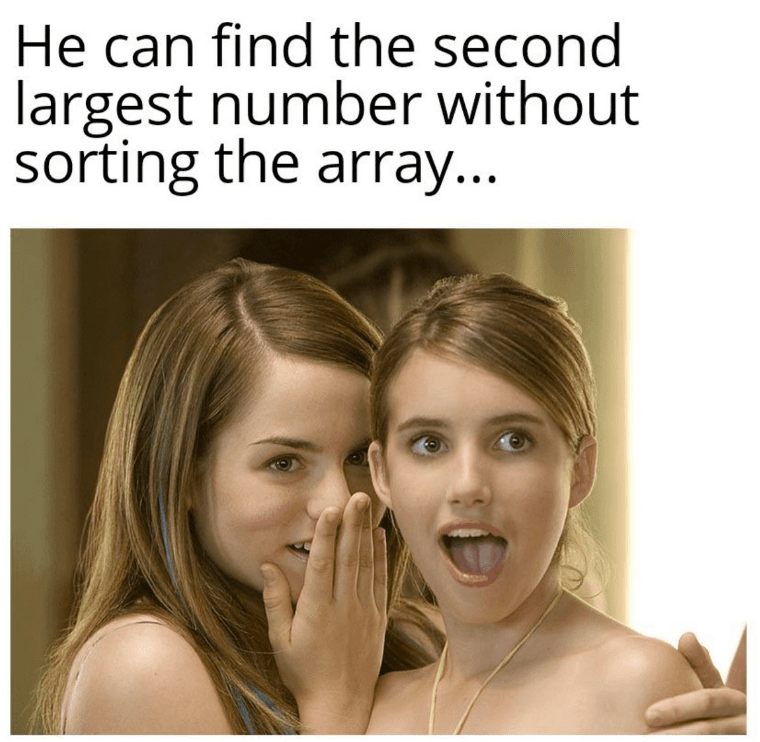 He can find the second
largest number without
sorting the array...